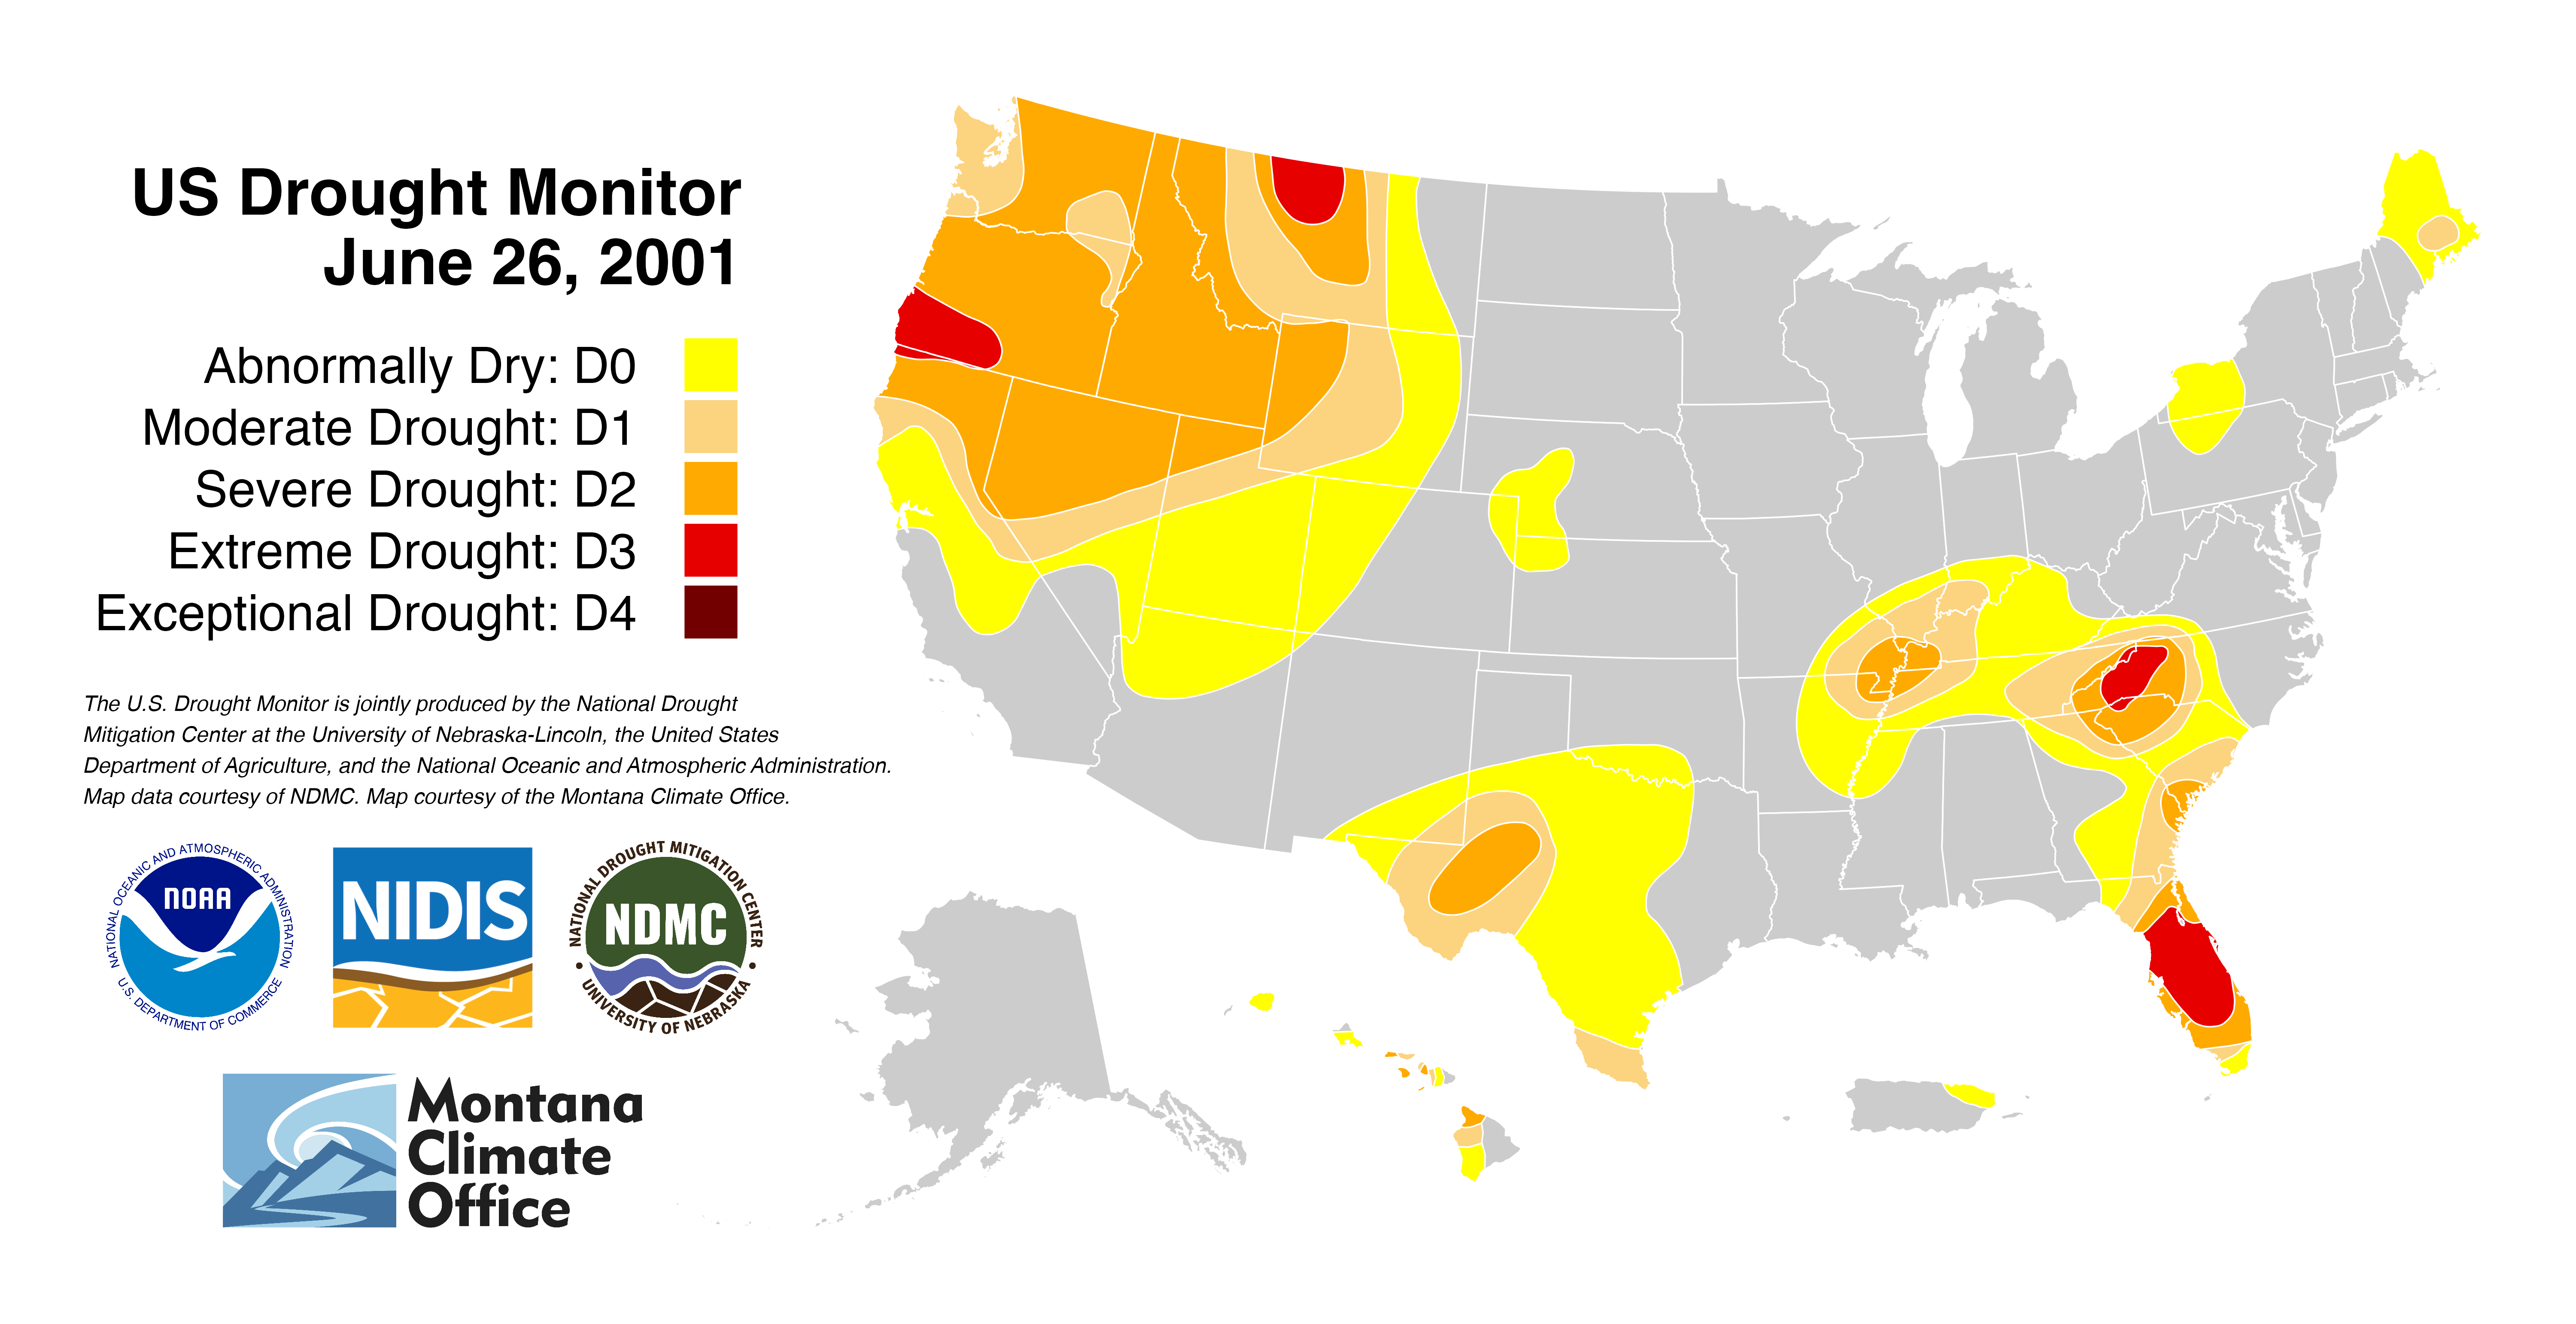 US Drought Monitor
June 26, 2001
Abnormally Dry: D0
Moderate Drought: D1
Severe Drought: D2
Extreme Drought: D3
Exceptional Drought: D4
The U.S. Drought Monitor is jointly produced by the National Drought
Mitigation Center at the University of Nebraska-Lincoln, the United States
Department of Agriculture, and the National Oceanic and Atmospheric Administration.
Map data courtesy of NDMC. Map courtesy of the Montana Climate Office.
NATIONAL OCEANIC AND ATMOSPHERIC ADMINISTRATION
NOAA
U.S. DEPARTMENT OF COMMERCE
NIDIS
NATIONAL DROUGHT MITIGATION CENTER
NDMC
UNIVERSITY OF NEBRASKA
Montana
Climate
Office